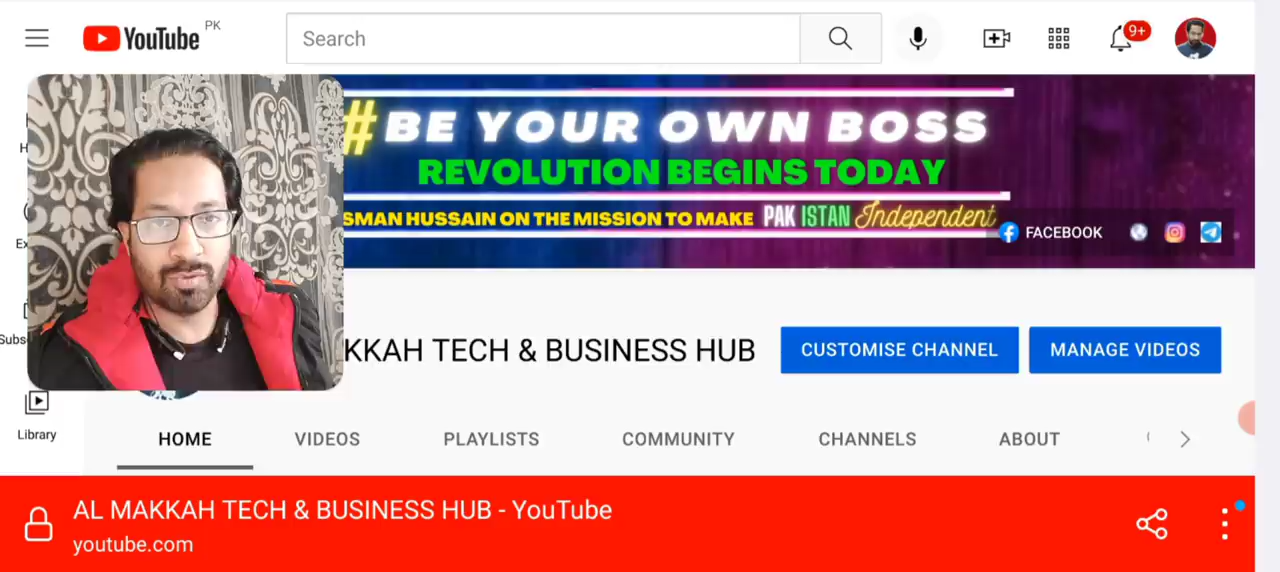 YouTube PK
Search
9+
#BE YOUR OWN BOSS
REVOLUTION BEGINS TODAY
SMAN HUSSAIN ON THE MISSION TO MAKE PAK ISTAN Independent
FACEBOOK
KKAH TECH & BUSINESS HUB
CUSTOMISE CHANNEL
MANAGE VIDEOS
Library
HOME
VIDEOS
PLAYLISTS
COMMUNITY
CHANNELS
ABOUT
AL MAKKAH TECH & BUSINESS HUB - YouTube
youtube.com